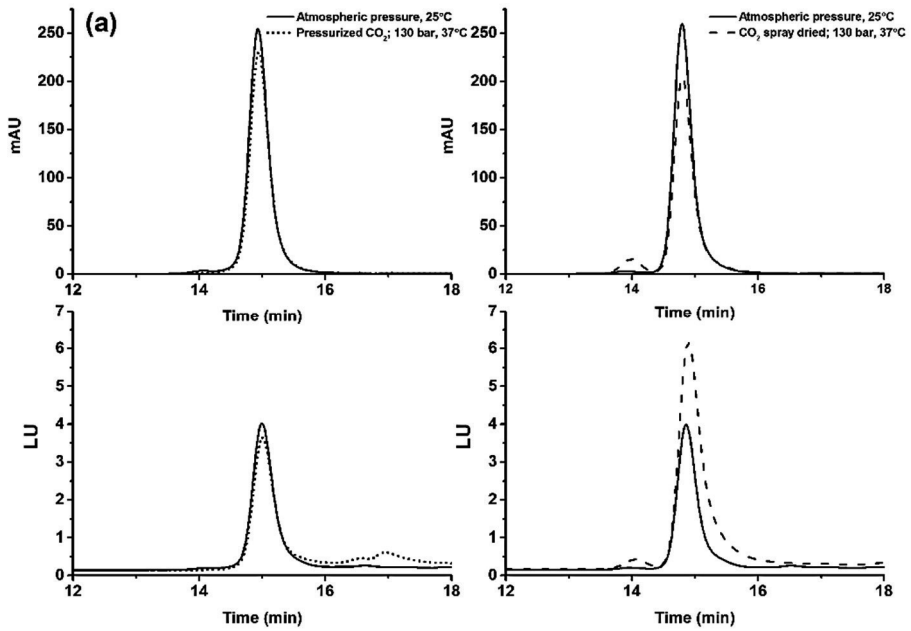 (a)
Atmospheric pressure, 25°C
Pressurized CO₂; 130 bar, 37°C
250
200
150
100
50
0
mAU
12 14 16 18
Time (min)
Atmospheric pressure, 25°C
CO₂ spray dried; 130 bar, 37°C
250
200
150
100
50
0
mAU
12 14 16 18
Time (min)
7
6
5
4
3
2
1
0
LU
12 14 16 18
Time (min)
7
6
5
4
3
2
1
0
LU
12 14 16 18
Time (min)